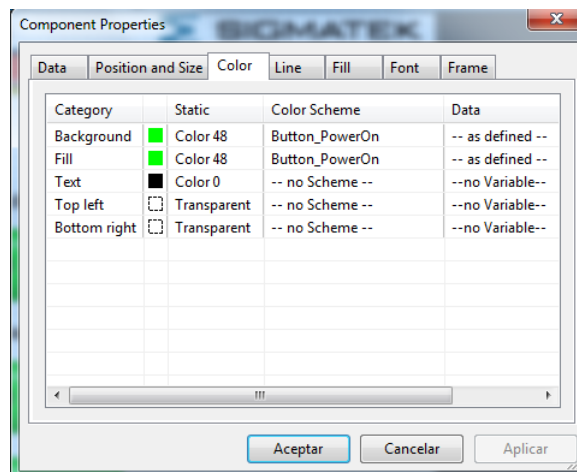 Component Properties
SIGMATEK
Data Position and Size Color Line Fill Font Frame
Category Static Color Scheme Data
Background Color 48 Button_PowerOn -- as defined --
Fill Color 48 Button_PowerOn -- as defined --
Text Color 0 -- no Scheme -- --no Variable--
Top left Transparent -- no Scheme -- --no Variable--
Bottom right Transparent -- no Scheme -- --no Variable--
Aceptar Cancelar Aplicar